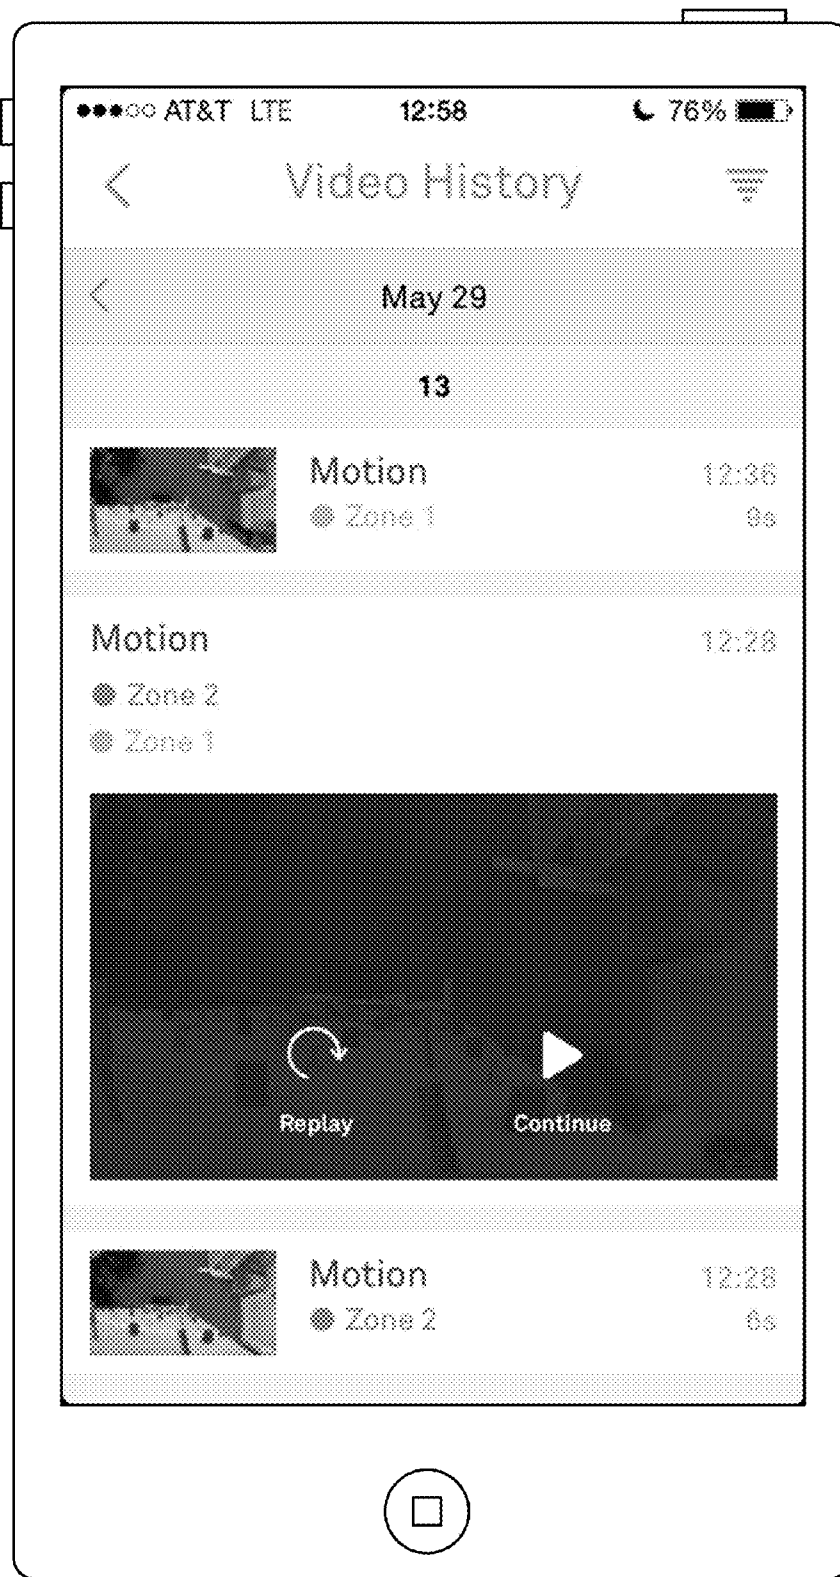 AT&T LTE 12:58 76%
Video History
May 29
13
Motion 12:36
Zone 1 9s
Motion 12:28
Zone 2
Zone 1
Replay Continue
Motion 12:28
Zone 2 6s